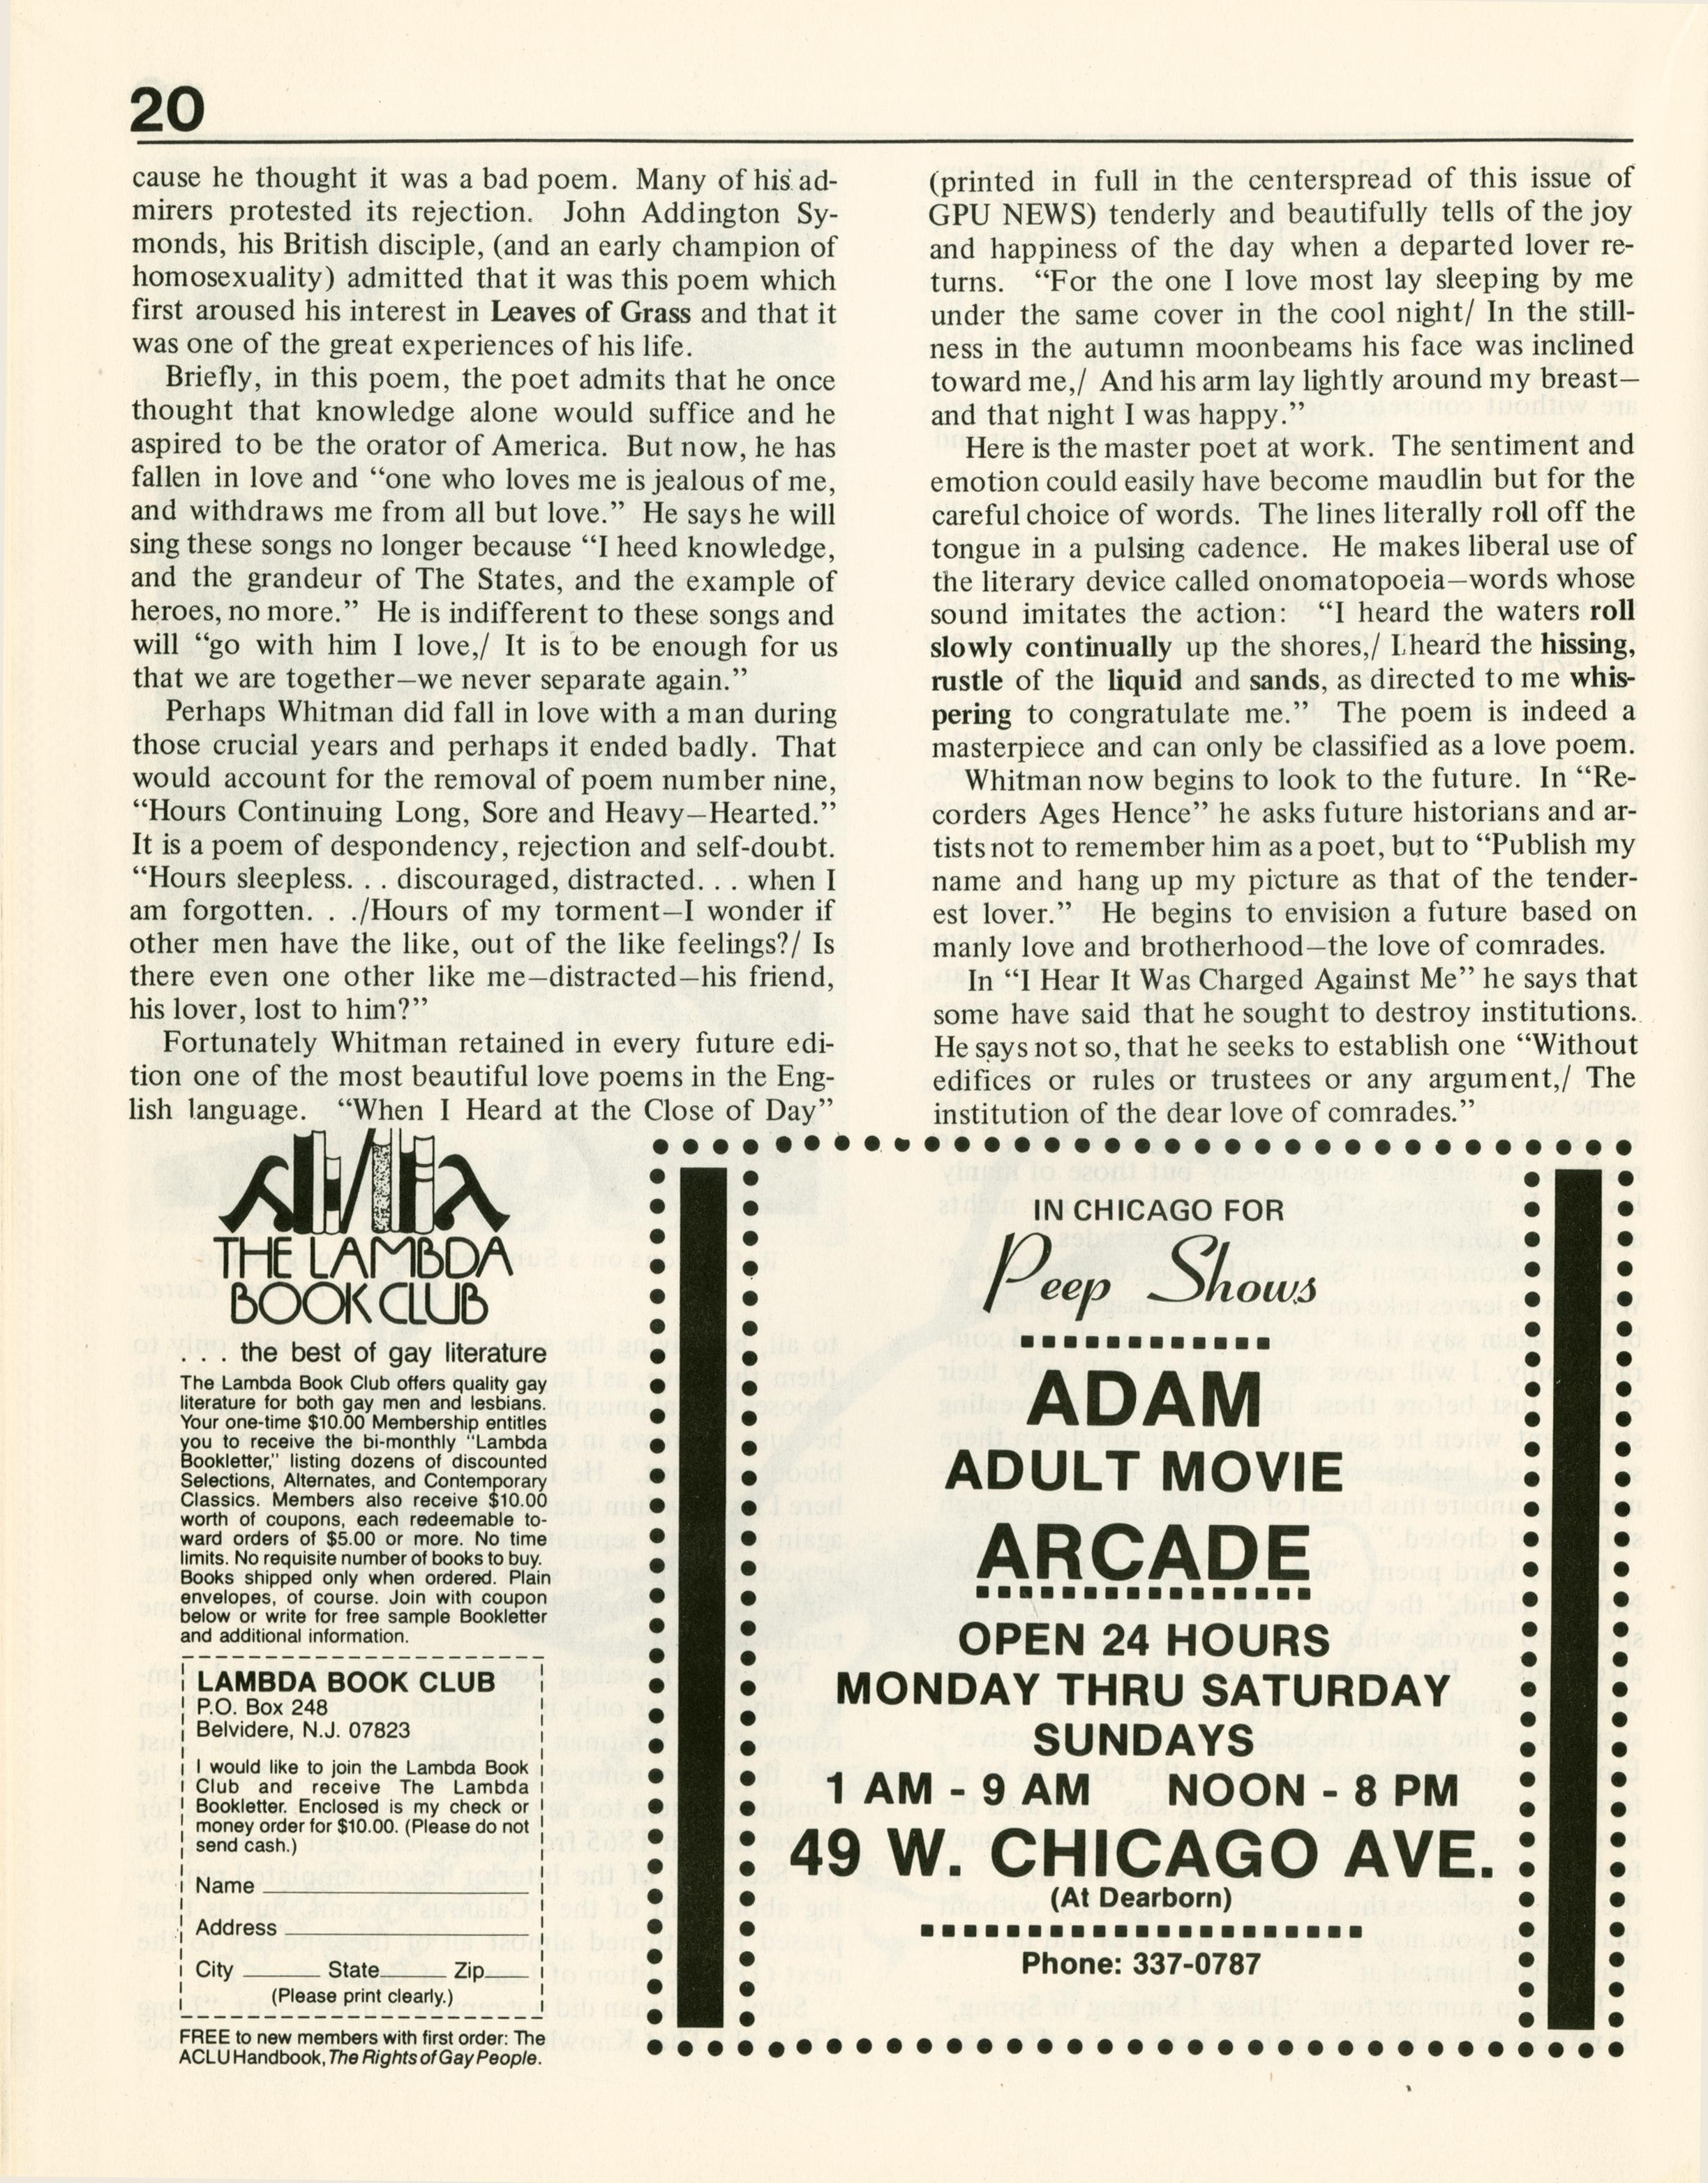 20
cause he thought it was a bad poem. Many of his ad-
mirers protested its rejection. John Addington Sy-
monds, his British disciple, (and an early champion of
homosexuality) admitted that it was this poem which
first aroused his interest in Leaves of Grass and that it
was one of the great experiences of his life.
Briefly, in this poem, the poet admits that he once
thought that knowledge alone would suffice and he
aspired to be the orator of America. But now, he has
fallen in love and “one who loves me is jealous of me,
and withdraws me from all but love.” He says he will
sing these songs no longer because “I heed knowledge,
and the grandeur of The States, and the example of
heroes, no more.” He is indifferent to these songs and
will “go with him I love,/ It is to be enough for us
that we are together—we never separate again.”
Perhaps Whitman did fall in love with a man during
those crucial years and perhaps it ended badly. That
would account for the removal of poem number nine,
“Hours Continuing Long, Sore and Heavy—Hearted.”
It is a poem of despondency, rejection and self-doubt.
“Hours sleepless. . . discouraged, distracted. . . when I
am forgotten. . ./Hours of my torment—I wonder if
other men have the like, out of the like feelings?/ Is
there even one other like me—distracted—his friend,
his lover, lost to him?”
Fortunately Whitman retained in every future edi-
tion one of the most beautiful love poems in the Eng-
lish language. “When I Heard at the Close of Day”
(printed in full in the centerspread of this issue of
GPU NEWS) tenderly and beautifully tells of the joy
and happiness of the day when a departed lover re-
turns. “For the one I love most lay sleeping by me
under the same cover in the cool night/ In the still-
ness in the autumn moonbeams his face was inclined
toward me,/ And his arm lay lightly around my breast—
and that night I was happy.”
Here is the master poet at work. The sentiment and
emotion could easily have become maudlin but for the
careful choice of words. The lines literally roll off the
tongue in a pulsing cadence. He makes liberal use of
the literary device called onomatopoeia—words whose
sound imitates the action: “I heard the waters roll
slowly continually up the shores,/ I heard the hissing,
rustle of the liquid and sands, as directed to me whis-
pering to congratulate me.” The poem is indeed a
masterpiece and can only be classified as a love poem.
Whitman now begins to look to the future. In “Re-
corders Ages Hence” he asks future historians and ar-
tists not to remember him as a poet, but to “Publish my
name and hang up my picture as that of the tender-
est lover.” He begins to envision a future based on
manly love and brotherhood—the love of comrades.
In “I Hear It Was Charged Against Me” he says that
some have said that he sought to destroy institutions.
He says not so, that he seeks to establish one “Without
edifices or rules or trustees or any argument,/ The
institution of the dear love of comrades.”
THE LAMBDA
BOOK CLUB
. . . the best of gay literature
The Lambda Book Club offers quality gay
literature for both gay men and lesbians.
Your one-time $10.00 Membership entitles
you to receive the bi-monthly “Lambda
Bookletter,” listing dozens of discounted
Selections, Alternates, and Contemporary
Classics. Members also receive $10.00
worth of coupons, each redeemable to-
ward orders of $5.00 or more. No time
limits. No requisite number of books to buy.
Books shipped only when ordered. Plain
envelopes, of course. Join with coupon
below or write for free sample Bookletter
and additional information.
LAMBDA BOOK CLUB
P.O. Box 248
Belvidere, N.J. 07823
I would like to join the Lambda Book
Club and receive The Lambda
Bookletter. Enclosed is my check or
money order for $10.00. (Please do not
send cash.)
Name
Address
City State Zip
(Please print clearly.)
FREE to new members with first order: The
ACLU Handbook, The Rights of Gay People.
IN CHICAGO FOR
Peep Shows
ADAM
ADULT MOVIE
ARCADE
OPEN 24 HOURS
MONDAY THRU SATURDAY
SUNDAYS
1 AM - 9 AM NOON - 8 PM
49 W. CHICAGO AVE.
(At Dearborn)
Phone: 337-0787